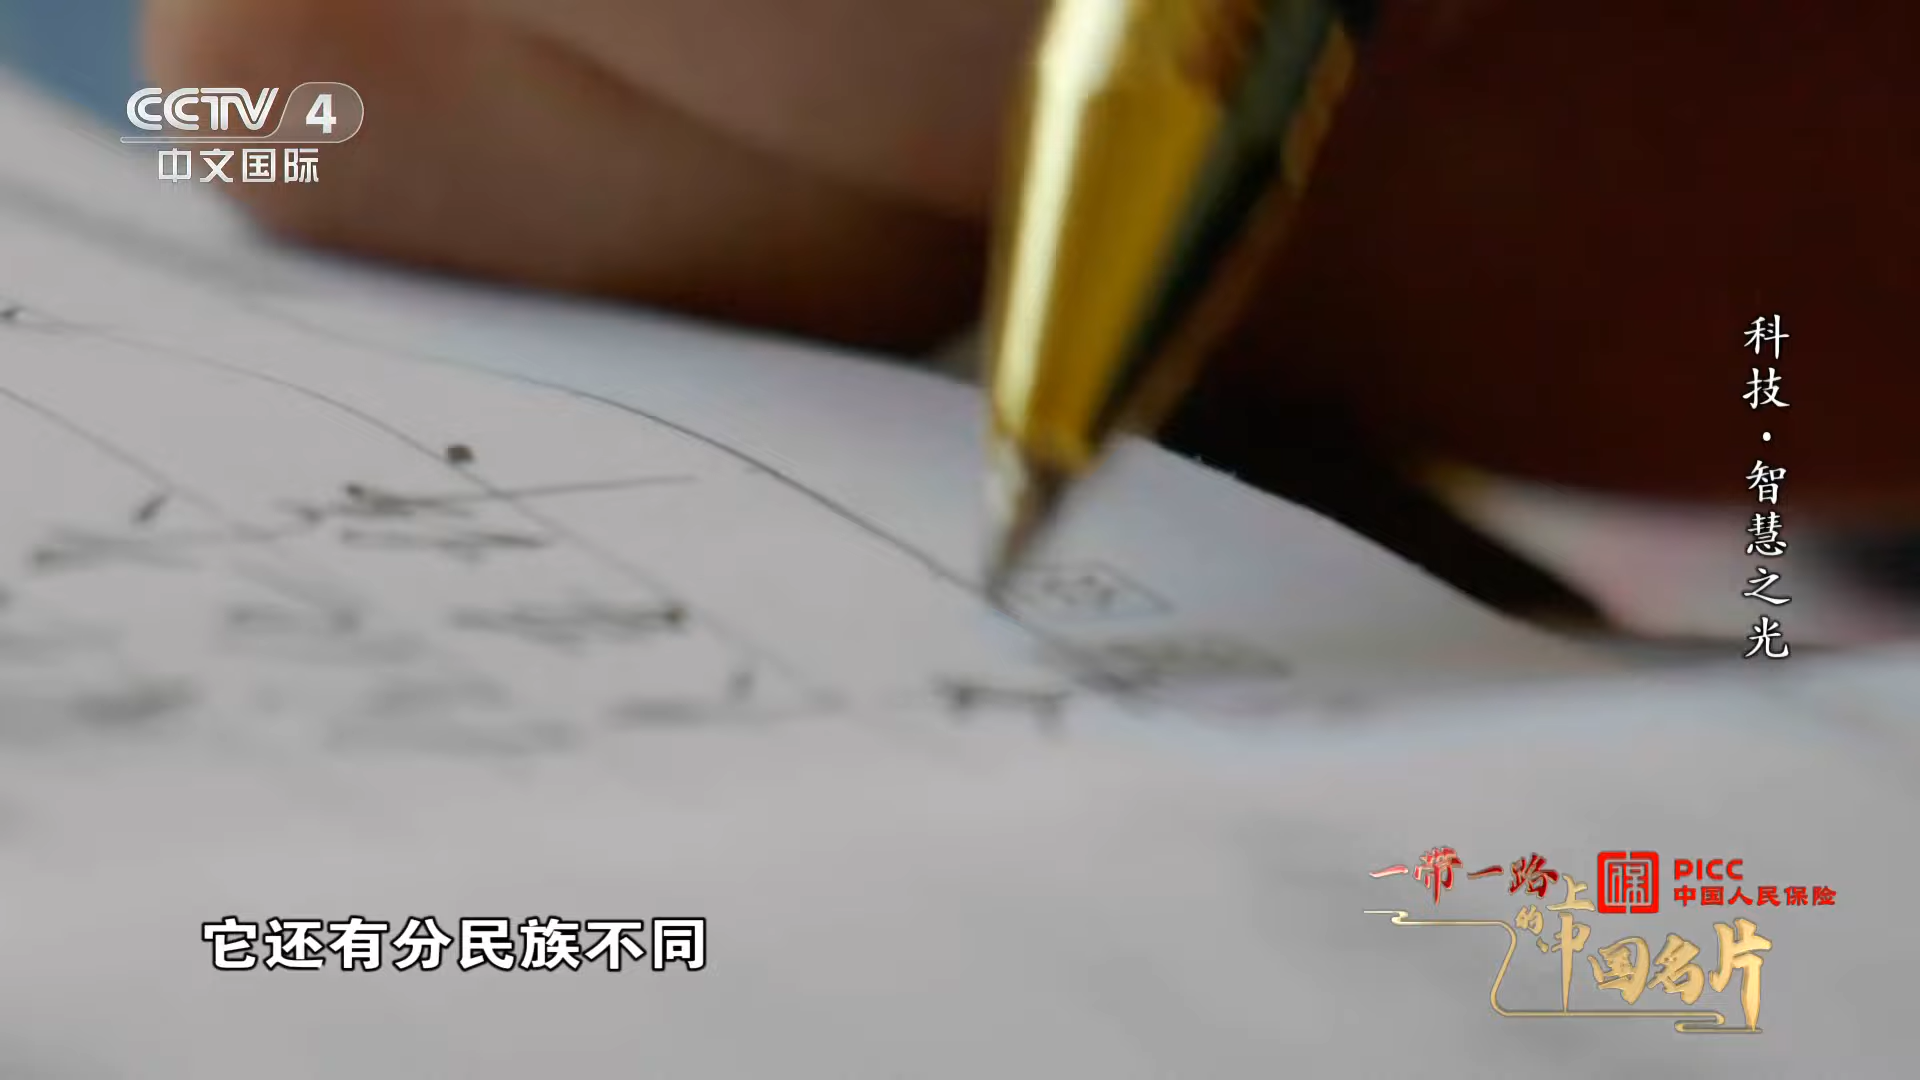 CCTV 4
中文国际
科技·智慧之光
一带一路
上的
中国名片
保
PICC
中国人民保险
它还有分民族不同